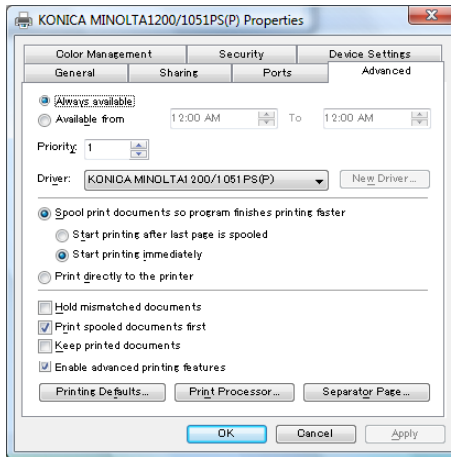 KONICA MINOLTA1200/1051PS(P) Properties
Color Management Security Device Settings
General Sharing Ports Advanced
Always available
Available from 12:00 AM To 12:00 AM
Priority: 1
Driver: KONICA MINOLTA1200/1051PS(P) New Driver...
Spool print documents so program finishes printing faster
Start printing after last page is spooled
Start printing immediately
Print directly to the printer
Hold mismatched documents
Print spooled documents first
Keep printed documents
Enable advanced printing features
Printing Defaults... Print Processor... Separator Page...
OK Cancel Apply